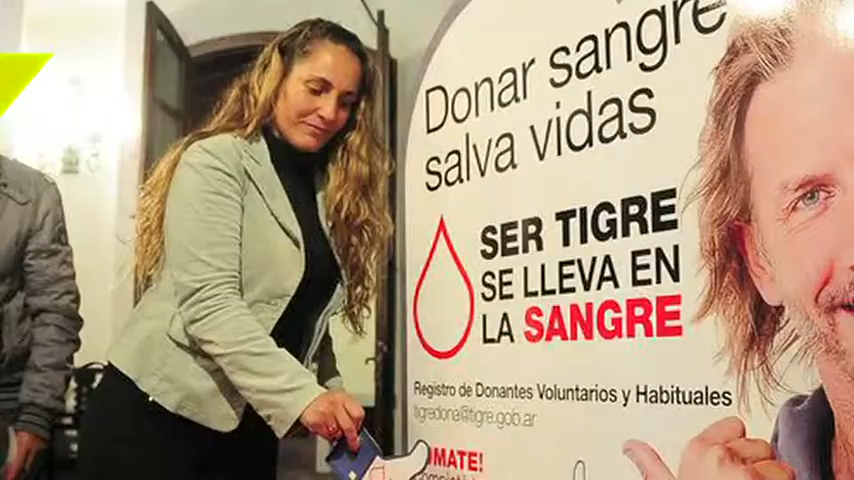 Donar sangre
salva vidas
SER TIGRE
SE LLEVA EN
LA SANGRE
Registro de Donantes Voluntarios y Habituales
tigredona@tigre.gob.ar
UMATE!